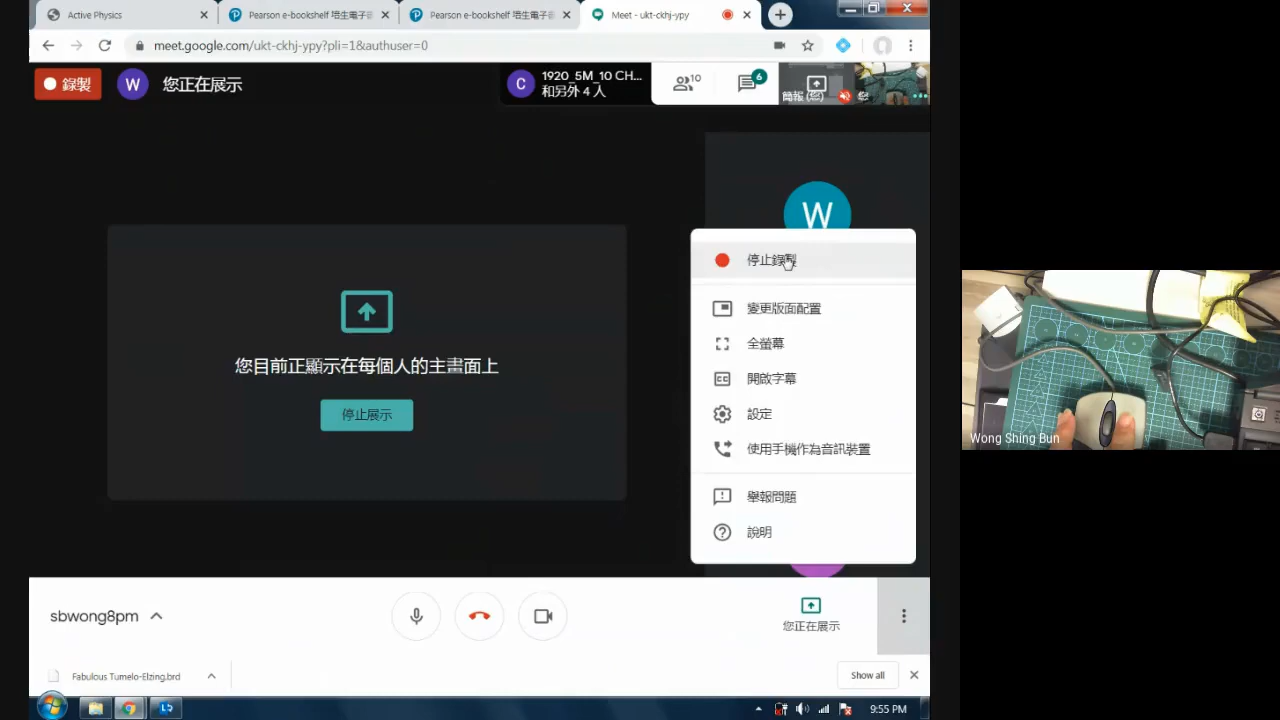 Active Physics
Pearson e-bookshelf 培生電子書
Pearson e-bookshelf 培生電子書
Meet - ukt-ckhj-ypy
meet.google.com/ukt-ckhj-ypy?pli=1&authuser=0
錄製
W
您正在展示
C
1920_5M_10 CH...
和另外 4 人
10
6
簡報 (您)
您
W
停止錄製
變更版面配置
全螢幕
開啟字幕
設定
使用手機作為音訊裝置
舉報問題
說明
您目前正顯示在每個人的主畫面上
停止展示
Wong Shing Bun
sbwong8pm
您正在展示
Fabulous Tumelo-Elzing.brd
Show all
9:55 PM